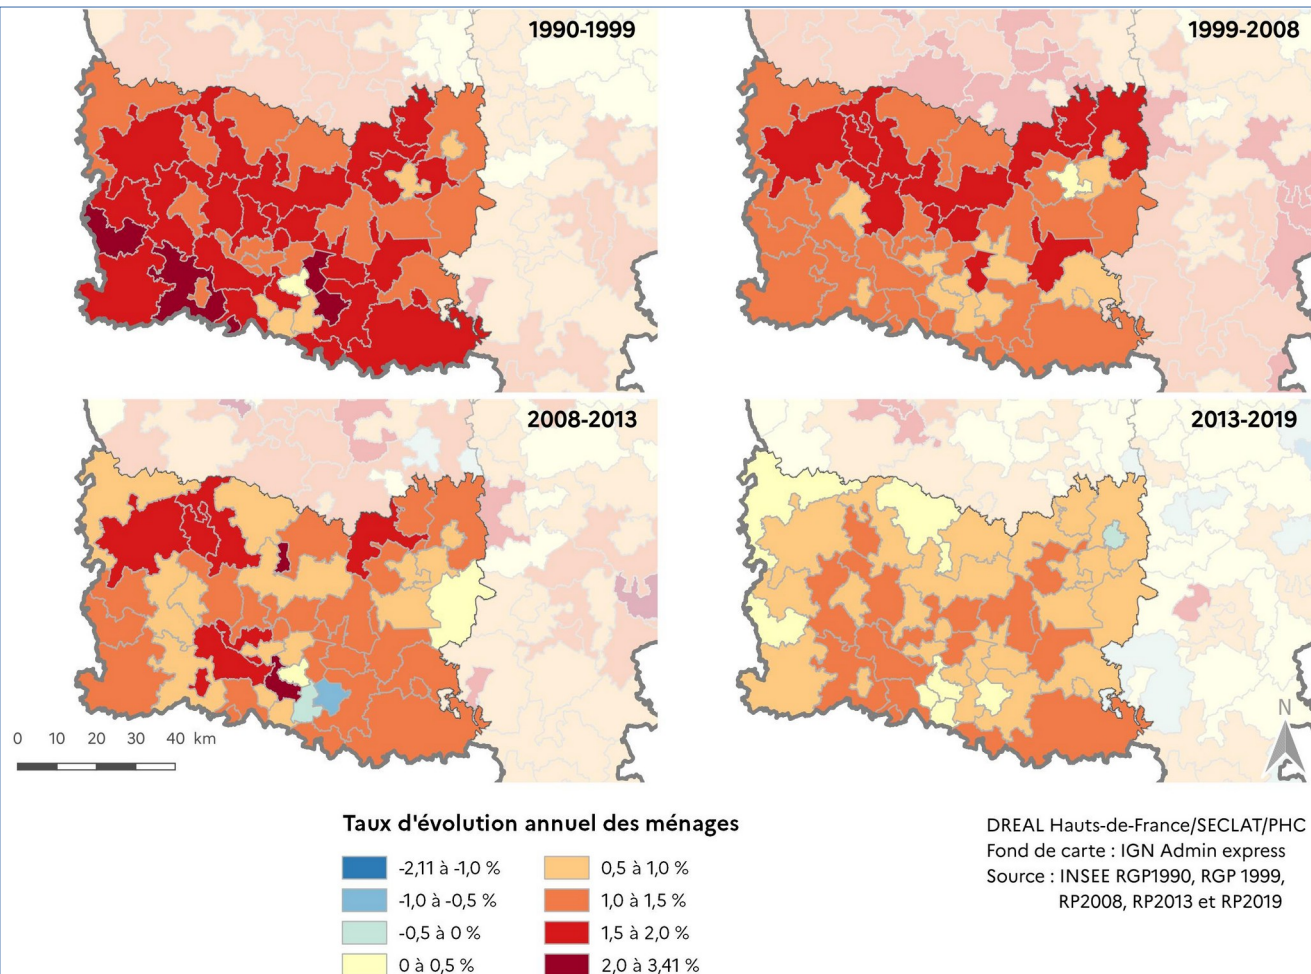 1990-1999
1999-2008
2008-2013
2013-2019
0 10 20 30 40 km
N
Taux d'évolution annuel des ménages
-2,11 à -1,0 %
-1,0 à -0,5 %
-0,5 à 0 %
0 à 0,5 %
0,5 à 1,0 %
1,0 à 1,5 %
1,5 à 2,0 %
2,0 à 3,41 %
DREAL Hauts-de-France/SECLAT/PHC
Fond de carte : IGN Admin express
Source : INSEE RGP1990, RGP 1999,
RP2008, RP2013 et RP2019